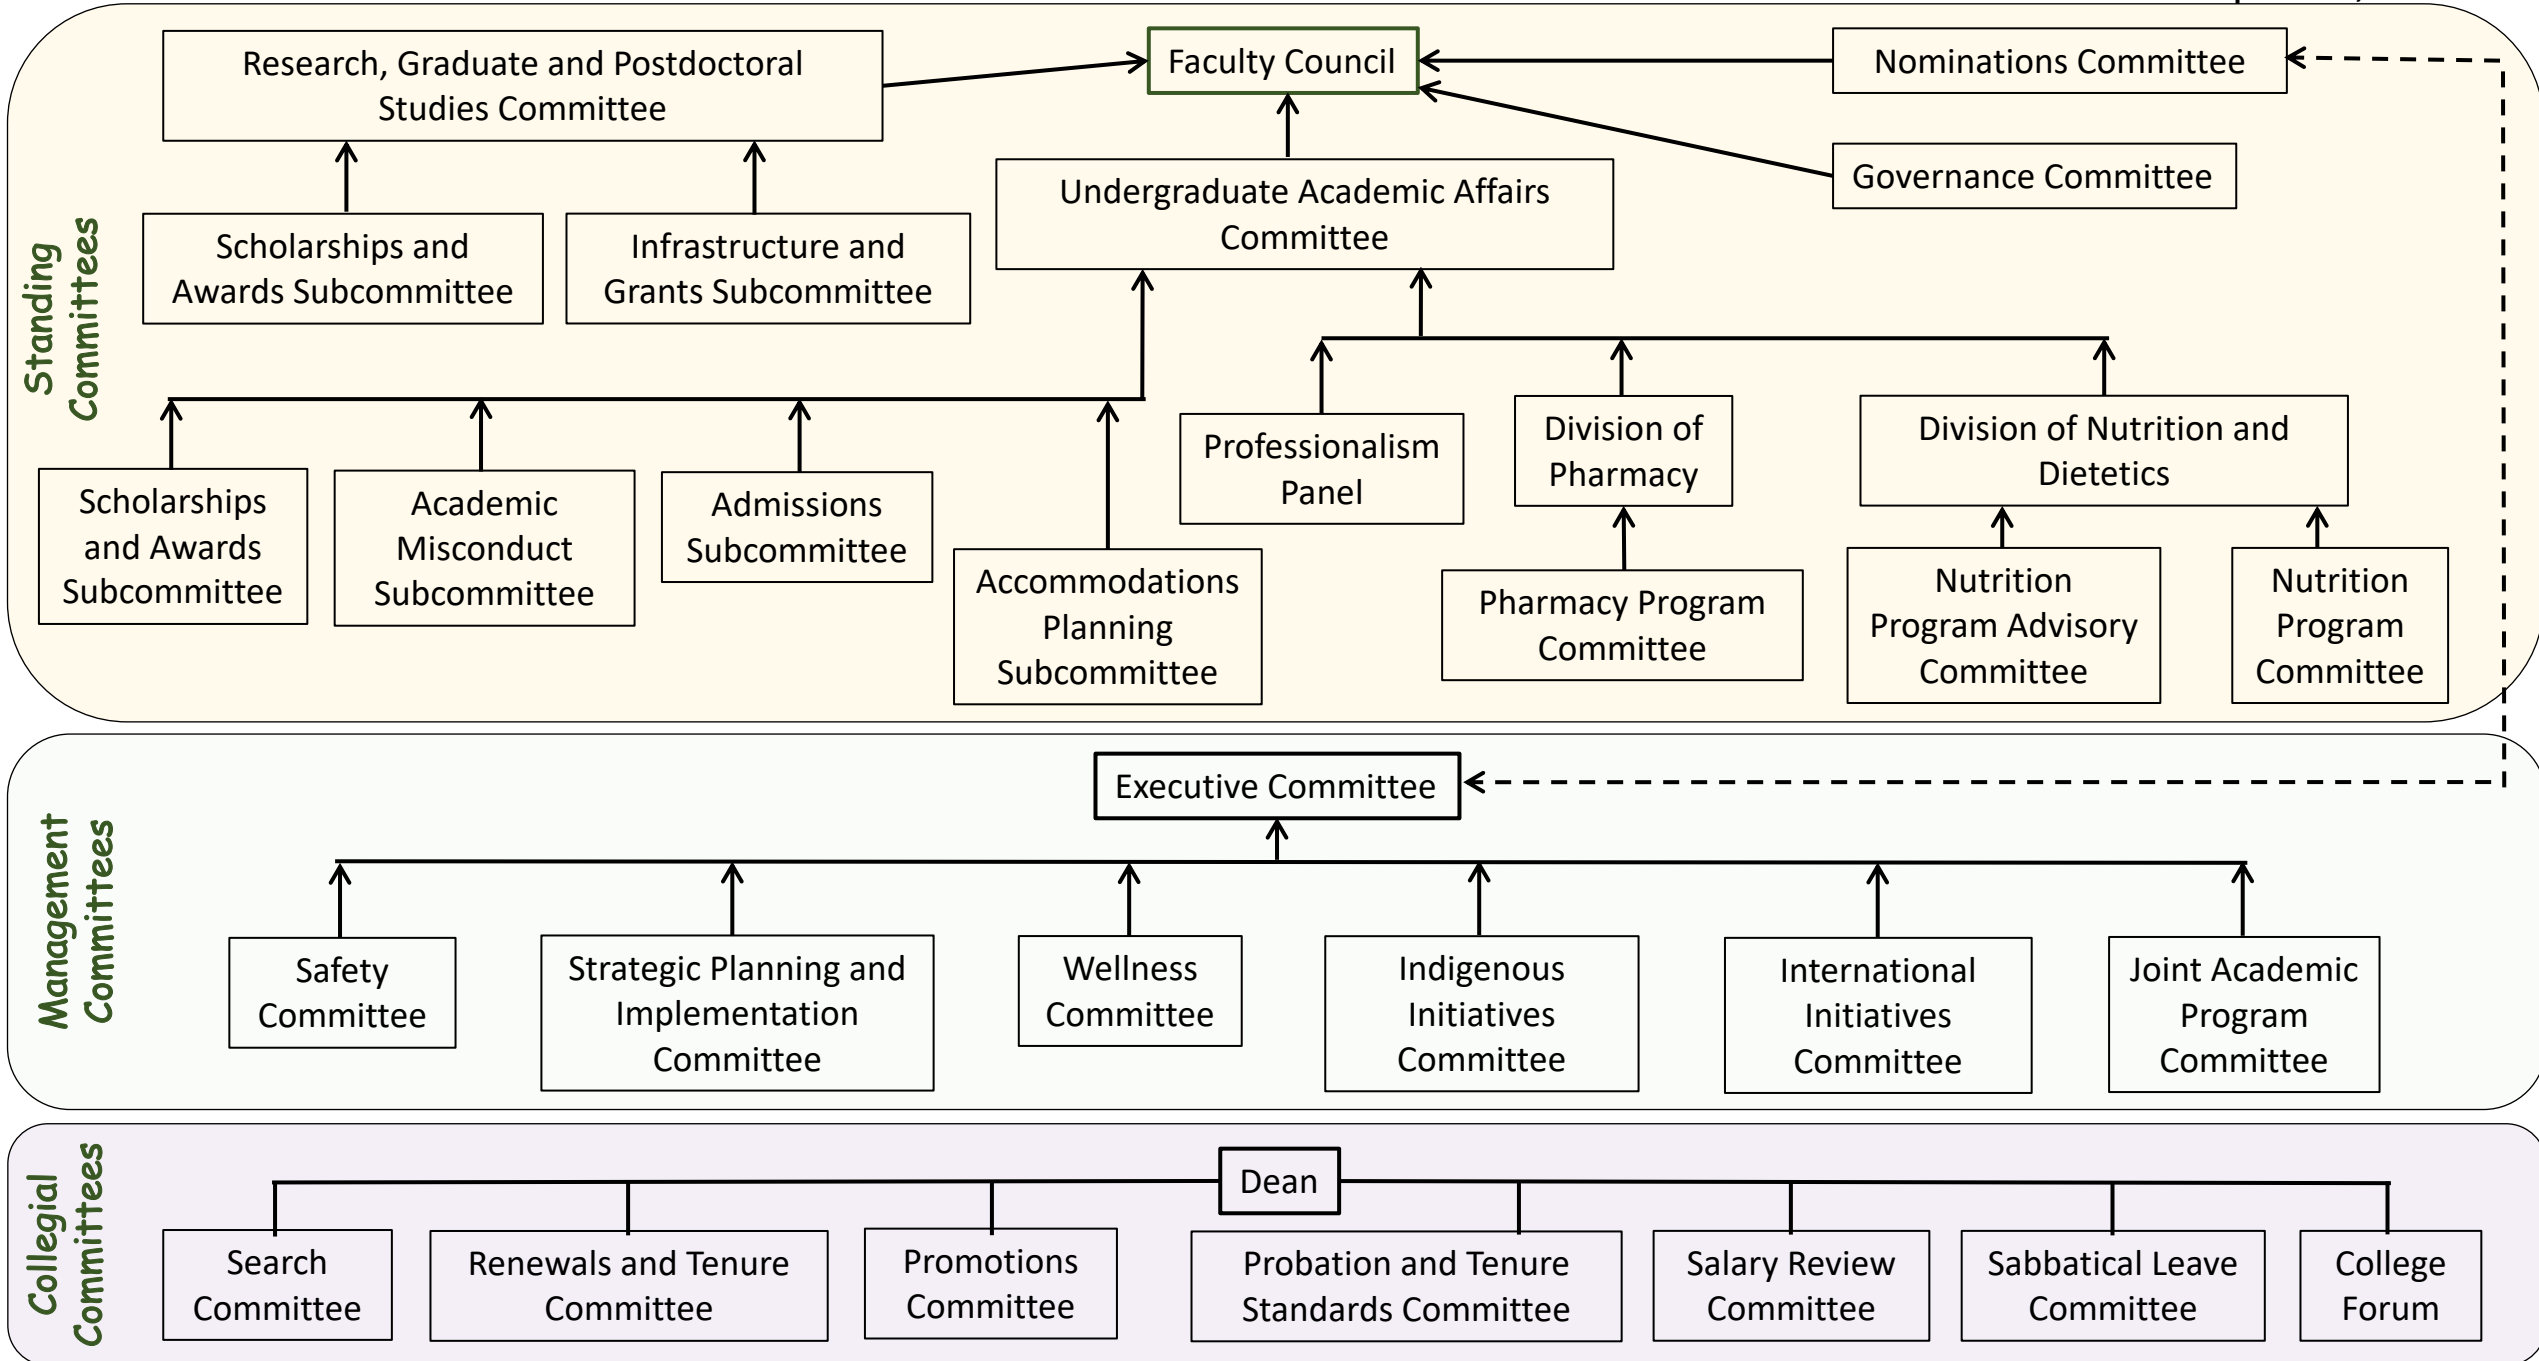 Research, Graduate and Postdoctoral
Studies Committee
Faculty Council
Nominations Committee
Governance Committee
Undergraduate Academic Affairs
Committee
Scholarships and
Awards Subcommittee
Infrastructure and
Grants Subcommittee
Standing
Committees
Scholarships
and Awards
Subcommittee
Academic
Misconduct
Subcommittee
Admissions
Subcommittee
Accommodations
Planning
Subcommittee
Professionalism
Panel
Division of
Pharmacy
Division of Nutrition and
Dietetics
Pharmacy Program
Committee
Nutrition
Program Advisory
Committee
Nutrition
Program
Committee
Management
Committees
Executive Committee
Safety
Committee
Strategic Planning and
Implementation
Committee
Wellness
Committee
Indigenous
Initiatives
Committee
International
Initiatives
Committee
Joint Academic
Program
Committee
Collegial
Committees
Dean
Search
Committee
Renewals and Tenure
Committee
Promotions
Committee
Probation and Tenure
Standards Committee
Salary Review
Committee
Sabbatical Leave
Committee
College
Forum